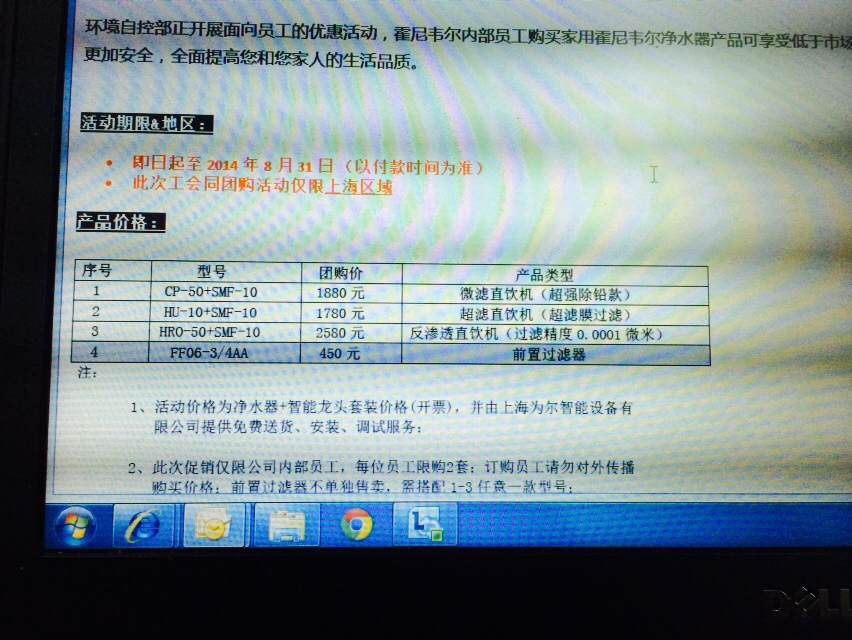 环境自控部正开展面向员工的优惠活动，霍尼韦尔内部员工购买家用霍尼韦尔净水器产品可享受低于市场
更加安全，全面提高您和您家人的生活品质。
活动期限&地区：
• 即日起至 2014 年 8 月 31 日（以付款时间为准）
• 此次工会同团购活动仅限上海区域
产品价格：
序号 型号 团购价 产品类型
1 CP-50+SMF-10 1880 元 微滤直饮机（超强除铅款）
2 HU-10+SMF-10 1780 元 超滤直饮机（超滤膜过滤）
3 HRO-50+SMF-10 2580 元 反渗透直饮机（过滤精度 0.0001 微米）
4 FF06-3/4AA 450 元 前置过滤器
注：
1、活动价格为净水器+智能龙头套装价格(开票)，并由上海为尔智能设备有
限公司提供免费送货、安装、调试服务；
2、此次促销仅限公司内部员工，每位员工限购2套；订购员工请勿对外传播
购买价格；前置过滤器不单独售卖，需搭配 1-3 任意一款型号；
DELL